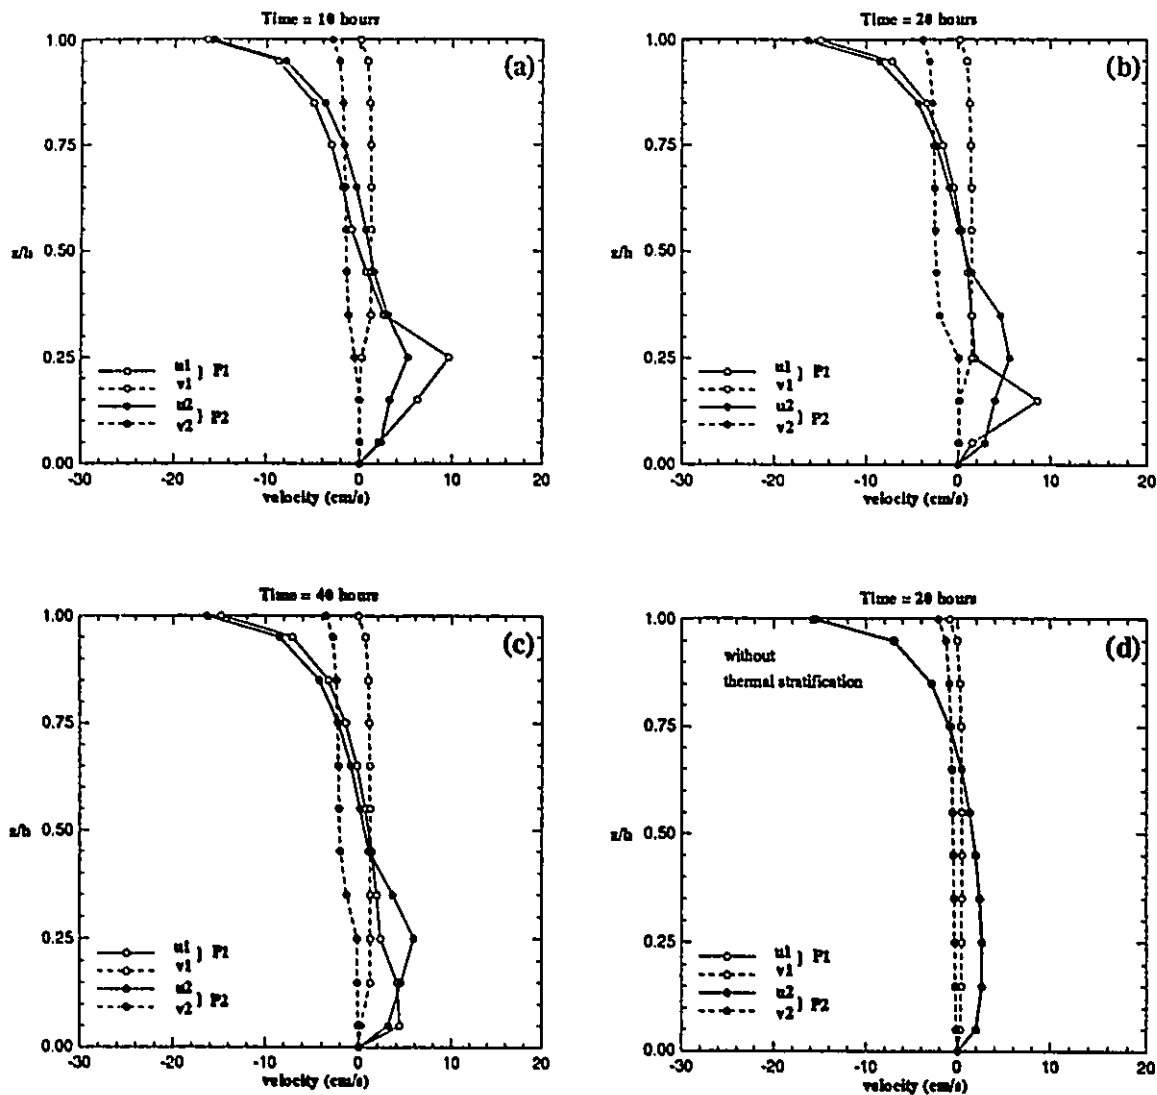 Time = 10 hours
(a)
1.00
0.75
z/h 0.50
0.25
0.00
u1
v1
} P1
u2
v2
} P2
-30 -20 -10 0 10 20
velocity (cm/s)
Time = 20 hours
(b)
1.00
0.75
z/h 0.50
0.25
0.00
u1
v1
} P1
u2
v2
} P2
-30 -20 -10 0 10 20
velocity (cm/s)
Time = 40 hours
(c)
1.00
0.75
z/h 0.50
0.25
0.00
u1
v1
} P1
u2
v2
} P2
-30 -20 -10 0 10 20
velocity (cm/s)
Time = 20 hours
(d)
without
thermal stratification
1.00
0.75
z/h 0.50
0.25
0.00
u1
v1
} P1
u2
v2
} P2
-30 -20 -10 0 10 20
velocity (cm/s)